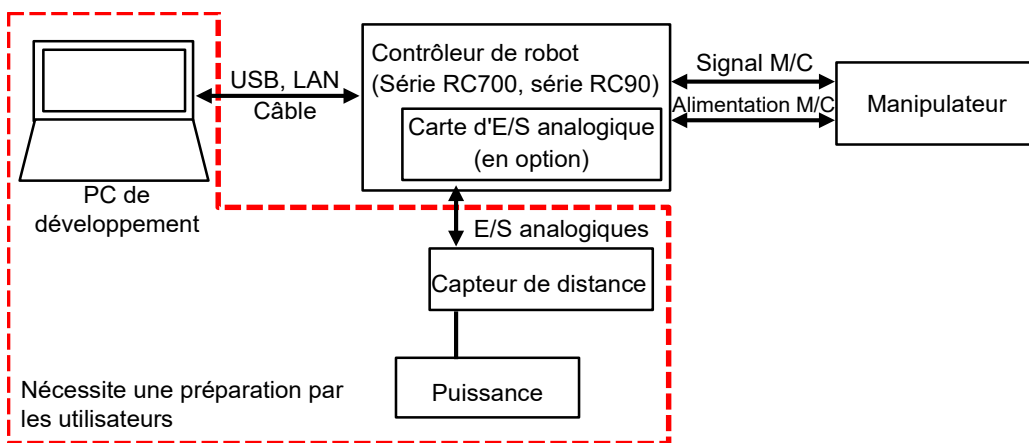 Contrôleur de robot
(Série RC700, série RC90)
Carte d'E/S analogique
(en option)
USB, LAN
Câble
Signal M/C
Alimentation M/C
Manipulateur
PC de
développement
E/S analogiques
Capteur de distance
Puissance
Nécessite une préparation par
les utilisateurs